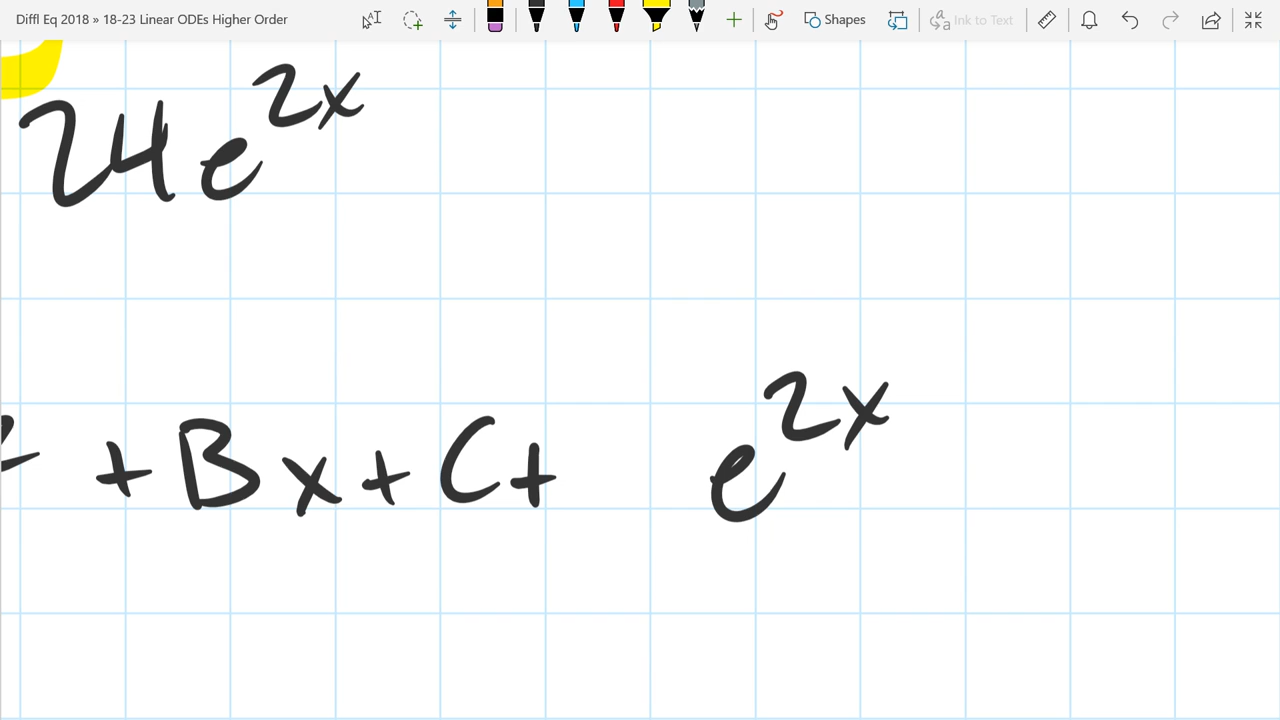 Diffl Eq 2018 » 18-23 Linear ODEs Higher Order Shapes Ink to Text
24e^{2x}
+ Bx + C + e^{2x}